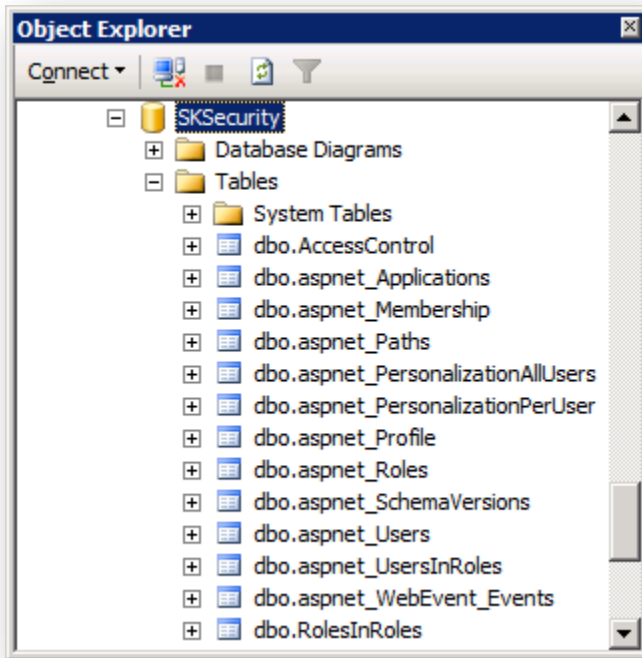 Object Explorer
Connect
SKSecurity
Database Diagrams
Tables
System Tables
dbo.AccessControl
dbo.aspnet_Applications
dbo.aspnet_Membership
dbo.aspnet_Paths
dbo.aspnet_PersonalizationAllUsers
dbo.aspnet_PersonalizationPerUser
dbo.aspnet_Profile
dbo.aspnet_Roles
dbo.aspnet_SchemaVersions
dbo.aspnet_Users
dbo.aspnet_UsersInRoles
dbo.aspnet_WebEvent_Events
dbo.RolesInRoles